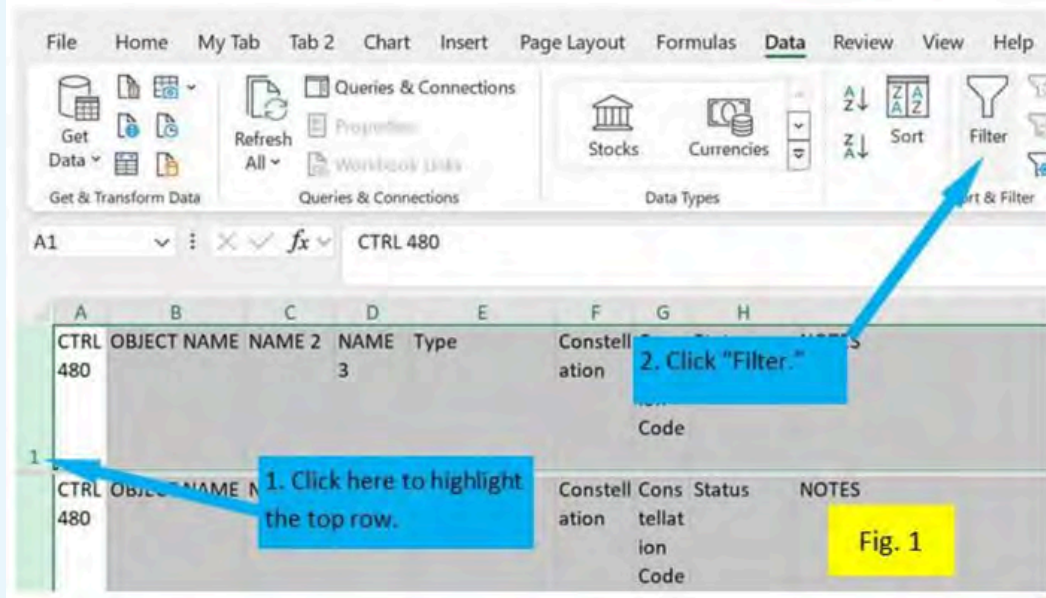 File Home My Tab Tab 2 Chart Insert Page Layout Formulas Data Review View Help
Queries & Connections
Properties
Workbook Links
Get
Data
Refresh
All
Stocks Currencies
A
Z
Z
A
Z A
A Z
Sort
Filter
Get & Transform Data Queries & Connections Data Types & Filter
A1 fx CTRL 480
A B C D E F G H
CTRL OBJECT NAME NAME 2 NAME Type Constell
480 3 ation
2. Click "Filter."
Code
1
1. Click here to highlight
the top row.
CTRL Constell Cons Status NOTES
480 ation tellat
ion
Code
Fig. 1